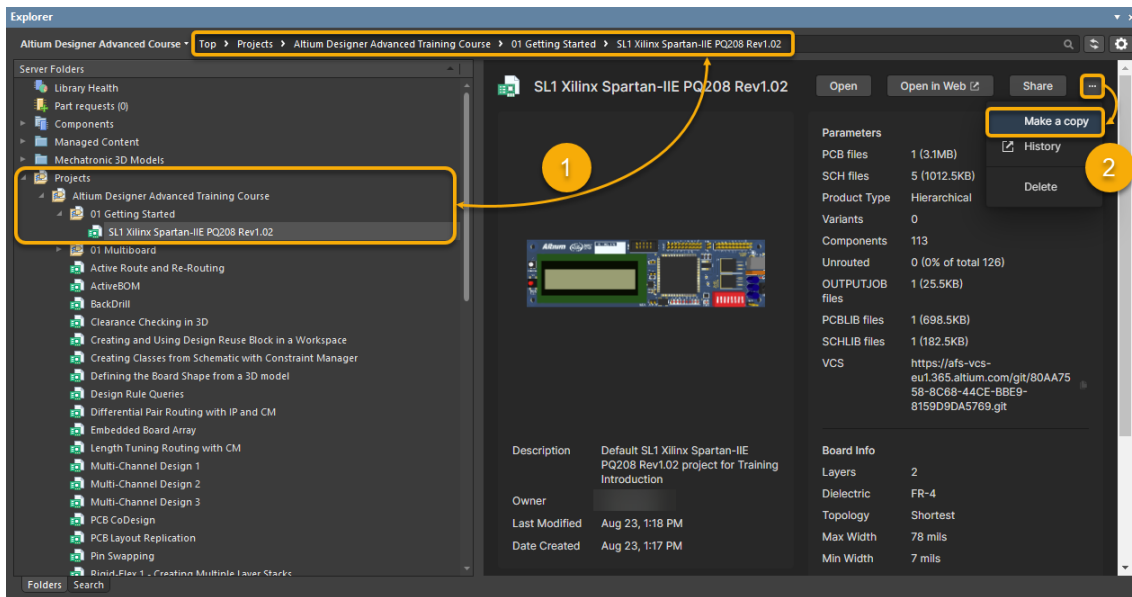 Explorer
Altium Designer Advanced Course
Top > Projects > Altium Designer Advanced Training Course > 01 Getting Started > SL1 Xilinx Spartan-IIE PQ208 Rev1.02
Server Folders
Library Health
Part requests (0)
Components
Managed Content
Mechatronic 3D Models
Projects
Altium Designer Advanced Training Course
01 Getting Started
SL1 Xilinx Spartan-IIE PQ208 Rev1.02
01 Multiboard
Active Route and Re-Routing
ActiveBOM
BackDrill
Clearance Checking in 3D
Creating and Using Design Reuse Block in a Workspace
Creating Classes from Schematic with Constraint Manager
Defining the Board Shape from a 3D model
Design Rule Queries
Differential Pair Routing with IP and CM
Embedded Board Array
Length Tuning Routing with CM
Multi-Channel Design 1
Multi-Channel Design 2
Multi-Channel Design 3
PCB CoDesign
PCB Layout Replication
Pin Swapping
Rigid-Flex 1 - Creating Multiple Layer Stacks
Folders
Search
1
SL1 Xilinx Spartan-IIE PQ208 Rev1.02
Open
Open in Web
Share
...
Make a copy
History
Delete
2
Altium
Parameters
PCB files 1 (3.1MB)
SCH files 5 (1012.5KB)
Product Type Hierarchical
Variants 0
Components 113
Unrouted 0 (0% of total 126)
OUTPUTJOB 1 (25.5KB)
files
PCBLIB files 1 (698.5KB)
SCHLIB files 1 (182.5KB)
VCS https://afs-vcs-
eu1.365.altium.com/git/80AA75
58-8C68-44CE-BBE9-
8159D9DA5769.git
Description Default SL1 Xilinx Spartan-IIE
PQ208 Rev1.02 project for Training
Introduction
Owner
Last Modified Aug 23, 1:18 PM
Date Created Aug 23, 1:17 PM
Board Info
Layers 2
Dielectric FR-4
Topology Shortest
Max Width 78 mils
Min Width 7 mils